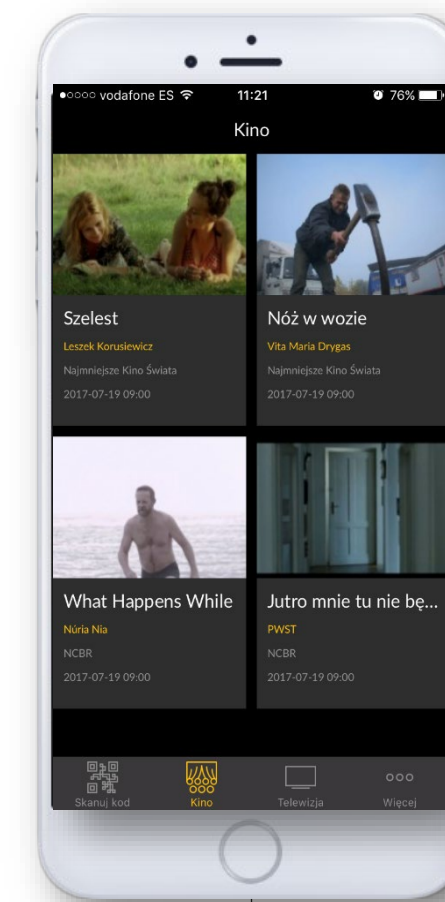 vodafone ES 11:21 76%
Kino
Szelest
Leszek Korusiewicz
Najmniejsze Kino Świata
2017-07-19 09:00
Nóż w wozie
Vita Maria Drygas
Najmniejsze Kino Świata
2017-07-19 09:00
What Happens While
Núria Nia
NCBR
2017-07-19 09:00
Jutro mnie tu nie bę...
PWST
NCBR
2017-07-19 09:00
Skanuj kod
Kino
Telewizja
Więcej